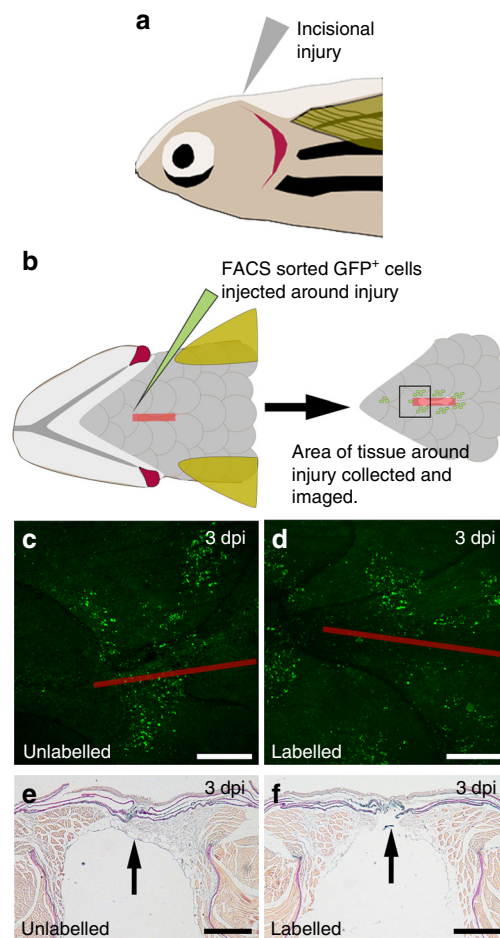 a
Incisional
injury
b
FACS sorted GFP⁺ cells
injected around injury
Area of tissue around
injury collected and
imaged.
c
3 dpi
Unlabelled
d
3 dpi
Labelled
e
3 dpi
Unlabelled
f
3 dpi
Labelled